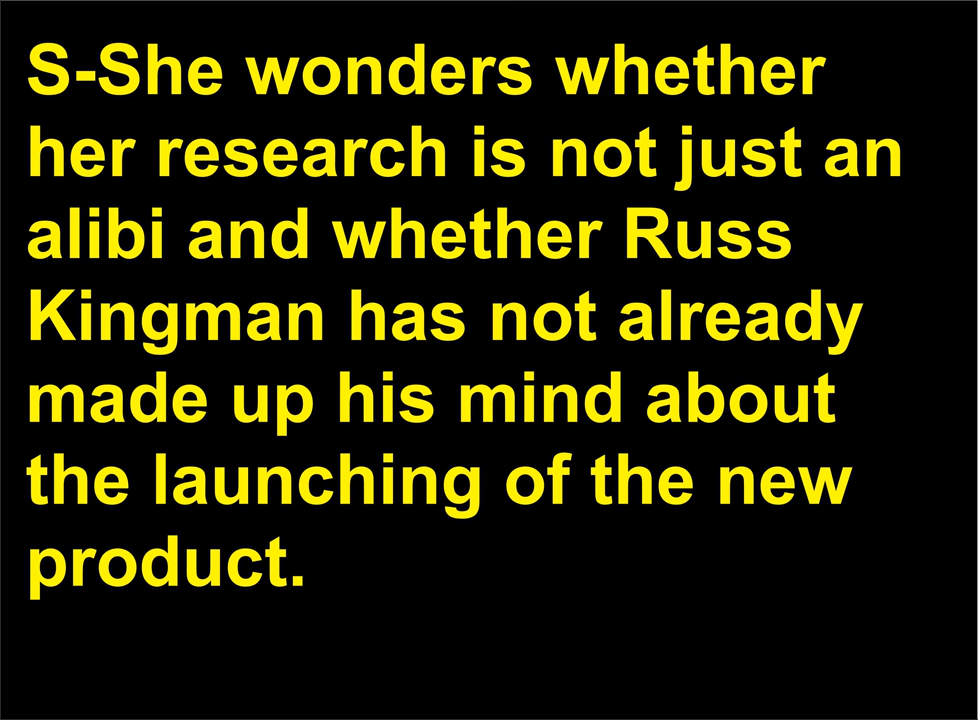 S-She wonders whether
her research is not just an
alibi and whether Russ
Kingman has not already
made up his mind about
the launching of the new
product.